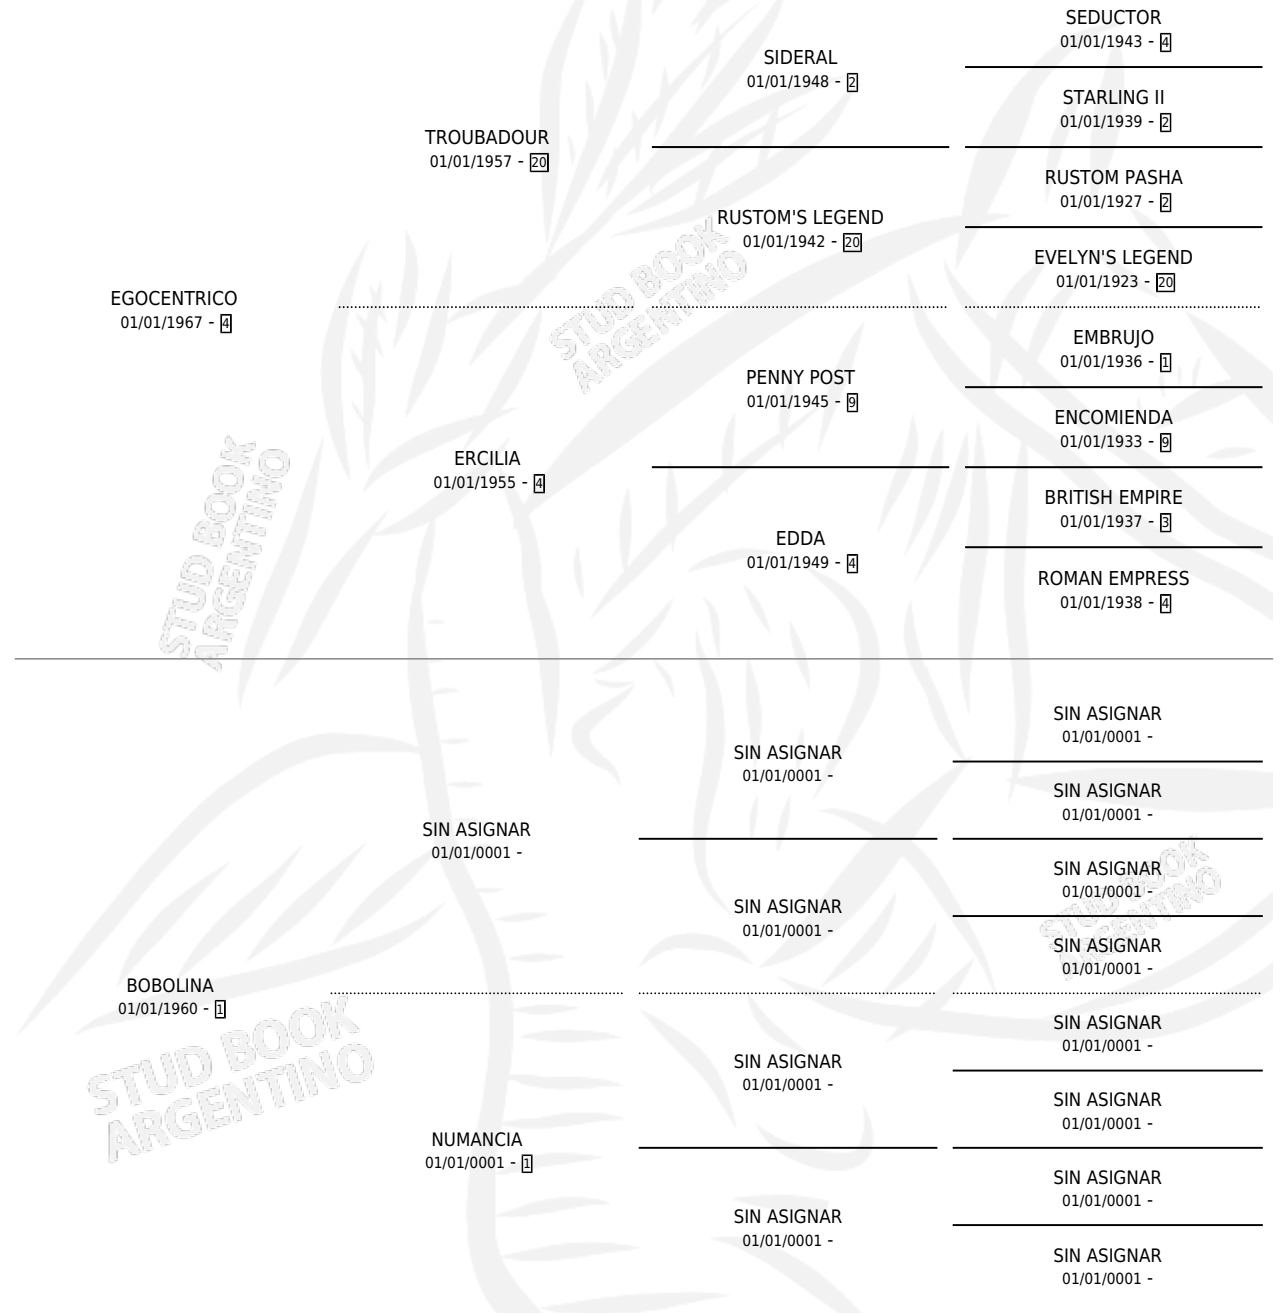 SEDUCTOR
01/01/1943 - 4
SIDERAL
01/01/1948 - 2
STARLING II
01/01/1939 - 2
TROUBADOUR
01/01/1957 - 20
RUSTOM PASHA
01/01/1927 - 2
RUSTOM'S LEGEND
01/01/1942 - 20
EVELYN'S LEGEND
01/01/1923 - 20
EGOCENTRICO
01/01/1967 - 4
STUD BOOK
ARGENTINO
EMBRUJO
01/01/1936 - 1
PENNY POST
01/01/1945 - 9
ENCOMIENDA
01/01/1933 - 9
ERCILIA
01/01/1955 - 4
BRITISH EMPIRE
01/01/1937 - 3
EDDA
01/01/1949 - 4
ROMAN EMPRESS
01/01/1938 - 4
STUD BOOK
ARGENTINO
SIN ASIGNAR
01/01/0001 -
SIN ASIGNAR
01/01/0001 -
SIN ASIGNAR
01/01/0001 -
SIN ASIGNAR
01/01/0001 -
SIN ASIGNAR
01/01/0001 -
SIN ASIGNAR
01/01/0001 -
SIN ASIGNAR
01/01/0001 -
STUD BOOK
ARGENTINO
BOBOLINA
01/01/1960 - 1
STUD BOOK
ARGENTINO
SIN ASIGNAR
01/01/0001 -
SIN ASIGNAR
01/01/0001 -
SIN ASIGNAR
01/01/0001 -
NUMANCIA
01/01/0001 - 1
SIN ASIGNAR
01/01/0001 -
SIN ASIGNAR
01/01/0001 -
SIN ASIGNAR
01/01/0001 -